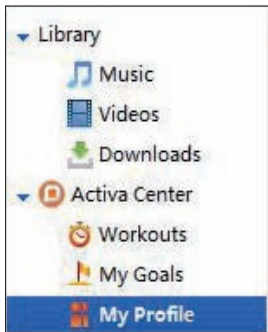 Library
Music
Videos
Downloads
Activa Center
Workouts
My Goals
My Profile